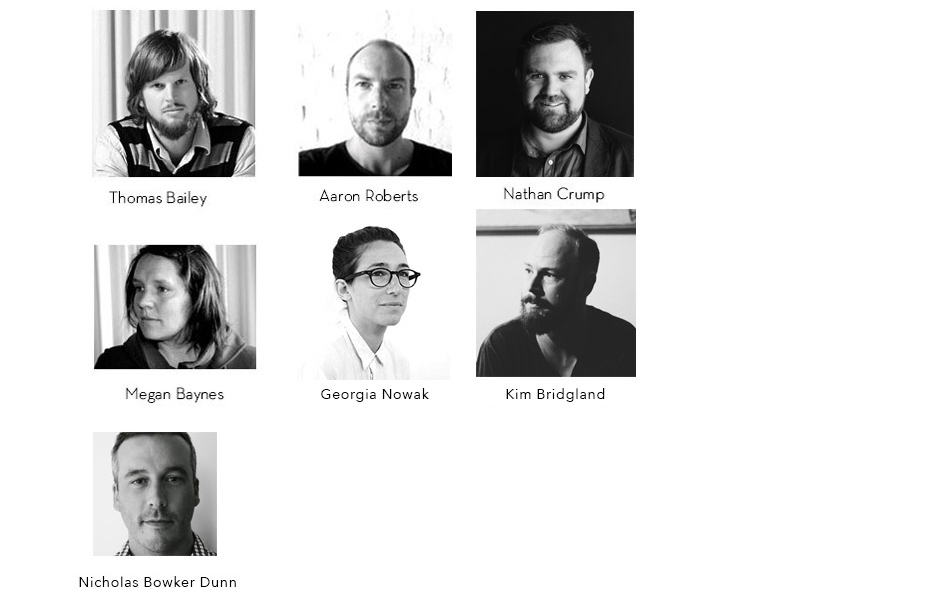 Thomas Bailey
Aaron Roberts
Nathan Crump
Megan Baynes
Georgia Nowak
Kim Bridgland
Nicholas Bowker Dunn